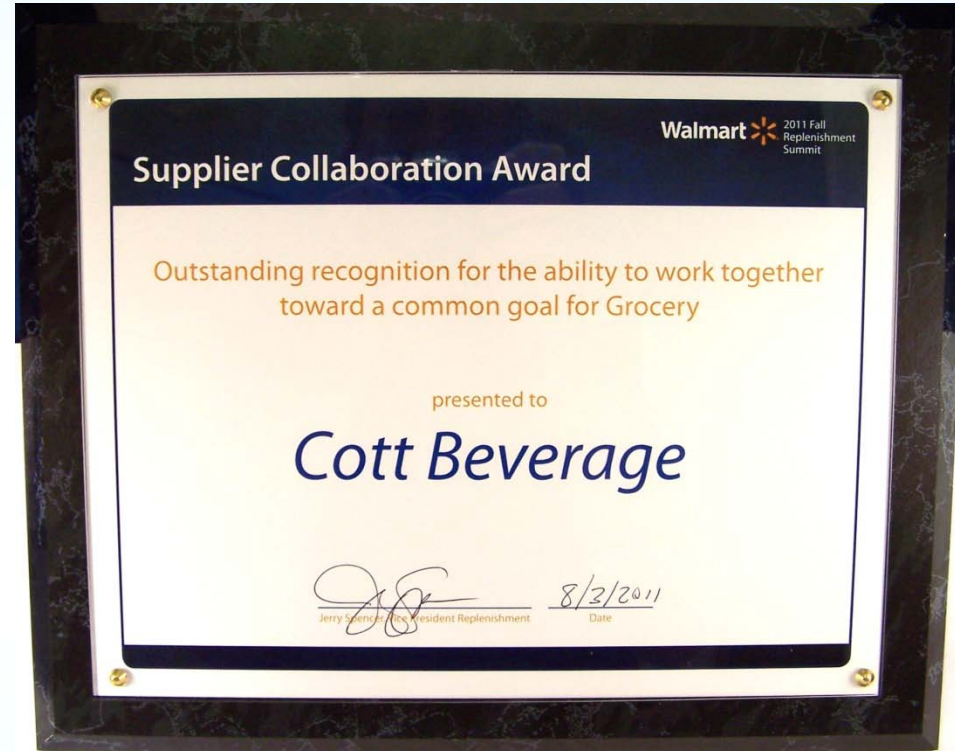 Walmart
2011 Fall
Replenishment
Summit
Supplier Collaboration Award
Outstanding recognition for the ability to work together
toward a common goal for Grocery
presented to
Cott Beverage
8/3/2011
Jerry Spencer Vice President Replenishment
Date